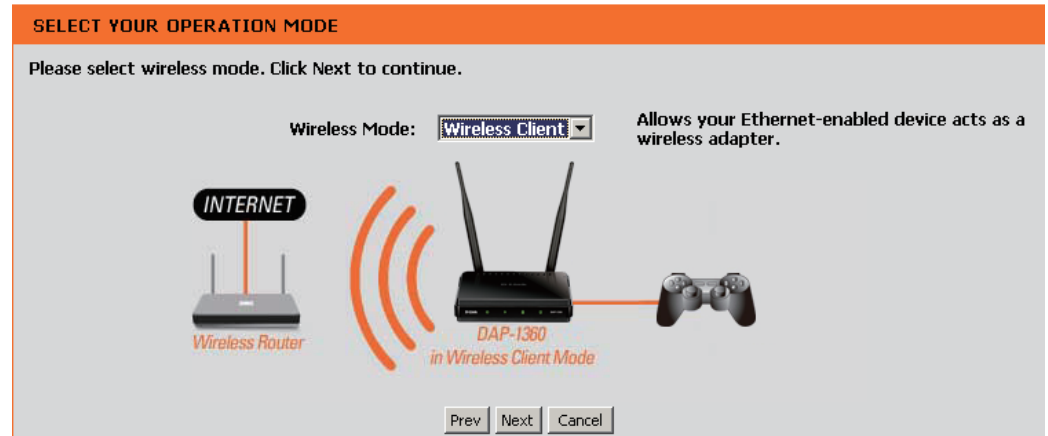 SELECT YOUR OPERATION MODE
Please select wireless mode. Click Next to continue.
Wireless Mode: Wireless Client
Allows your Ethernet-enabled device acts as a
wireless adapter.
INTERNET
Wireless Router
DAP-1360
in Wireless Client Mode
Prev Next Cancel